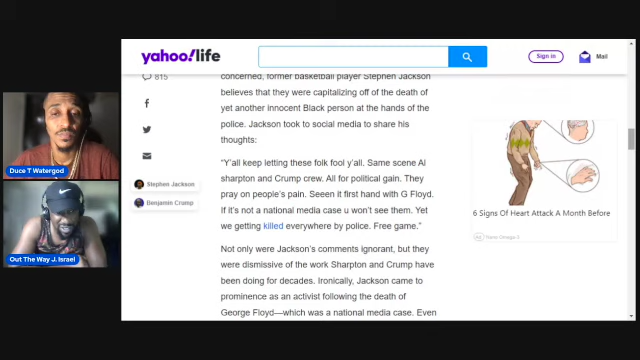 yahoo!life
Sign in
Mail
815
concerned, former basketball player Stephen Jackson
believes that they were capitalizing off of the death of
yet another innocent Black person at the hands of the
police. Jackson took to social media to share his
thoughts:
Stephen Jackson
Benjamin Crump
“Y’all keep letting these folk fool y’all. Same scene Al
sharpton and Crump crew. All for political gain. They
pray on people’s pain. Seeen it first hand with G Floyd.
If it’s not a national media case u won’t see them. Yet
we getting killed everywhere by police. Free game.”
Not only were Jackson’s comments ignorant, but they
were dismissive of the work Sharpton and Crump have
been doing for decades. Ironically, Jackson came to
prominence as an activist following the death of
George Floyd—which was a national media case. Even
6 Signs Of Heart Attack A Month Before
Ad
Nano Omega-3
Duce T Watergod
Out The Way J. Israel